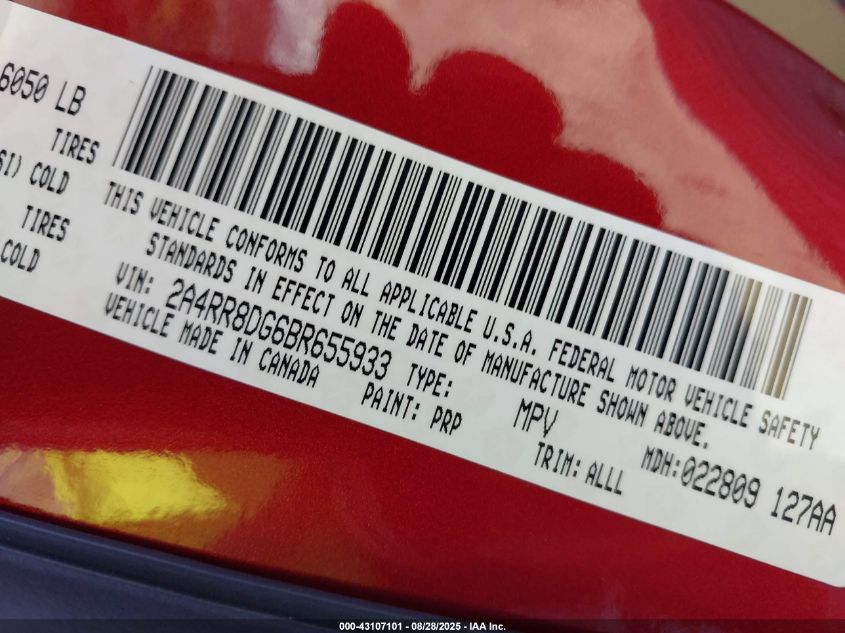 6050 LB
TIRES
SI) COLD
TIRES
COLD
THIS VEHICLE CONFORMS TO ALL APPLICABLE U.S.A. FEDERAL MOTOR VEHICLE SAFETY
STANDARDS IN EFFECT ON THE DATE OF MANUFACTURE SHOWN ABOVE.
VIN: 2A4RR8DG6BR655933 TYPE: MPV MDH:022809 127AA
VEHICLE MADE IN CANADA PAINT: PRP TRIM: ALLL
000-43107101 - 08/28/2025 - IAA Inc.